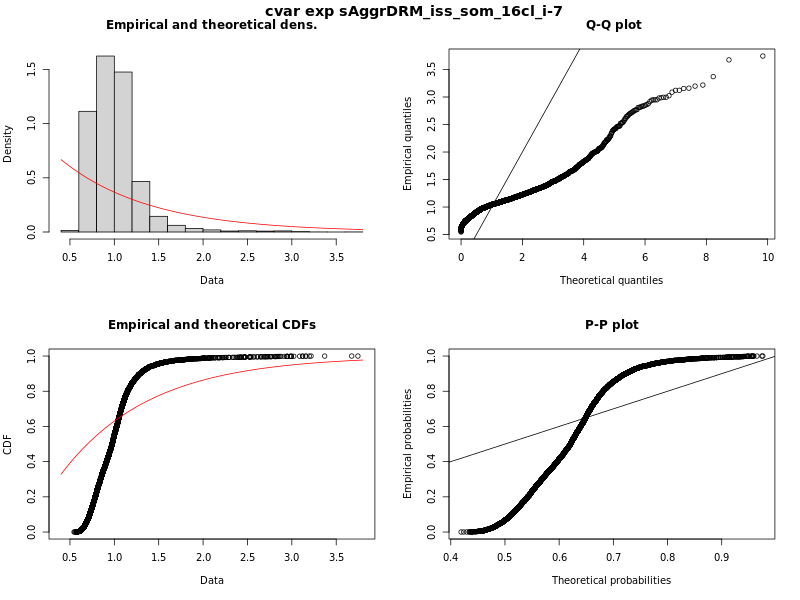 cvar exp sAggrDRM_iss_som_16cl_i-7
Empirical and theoretical dens.
Density
0.0 0.5 1.0 1.5
0.5 1.0 1.5 2.0 2.5 3.0 3.5
Data
Q-Q plot
Empirical quantiles
0.5 1.0 1.5 2.0 2.5 3.0 3.5
0 2 4 6 8 10
Theoretical quantiles
Empirical and theoretical CDFs
CDF
0.0 0.2 0.4 0.6 0.8 1.0
0.5 1.0 1.5 2.0 2.5 3.0 3.5
Data
P-P plot
Empirical probabilities
0.0 0.2 0.4 0.6 0.8 1.0
0.4 0.5 0.6 0.7 0.8 0.9
Theoretical probabilities